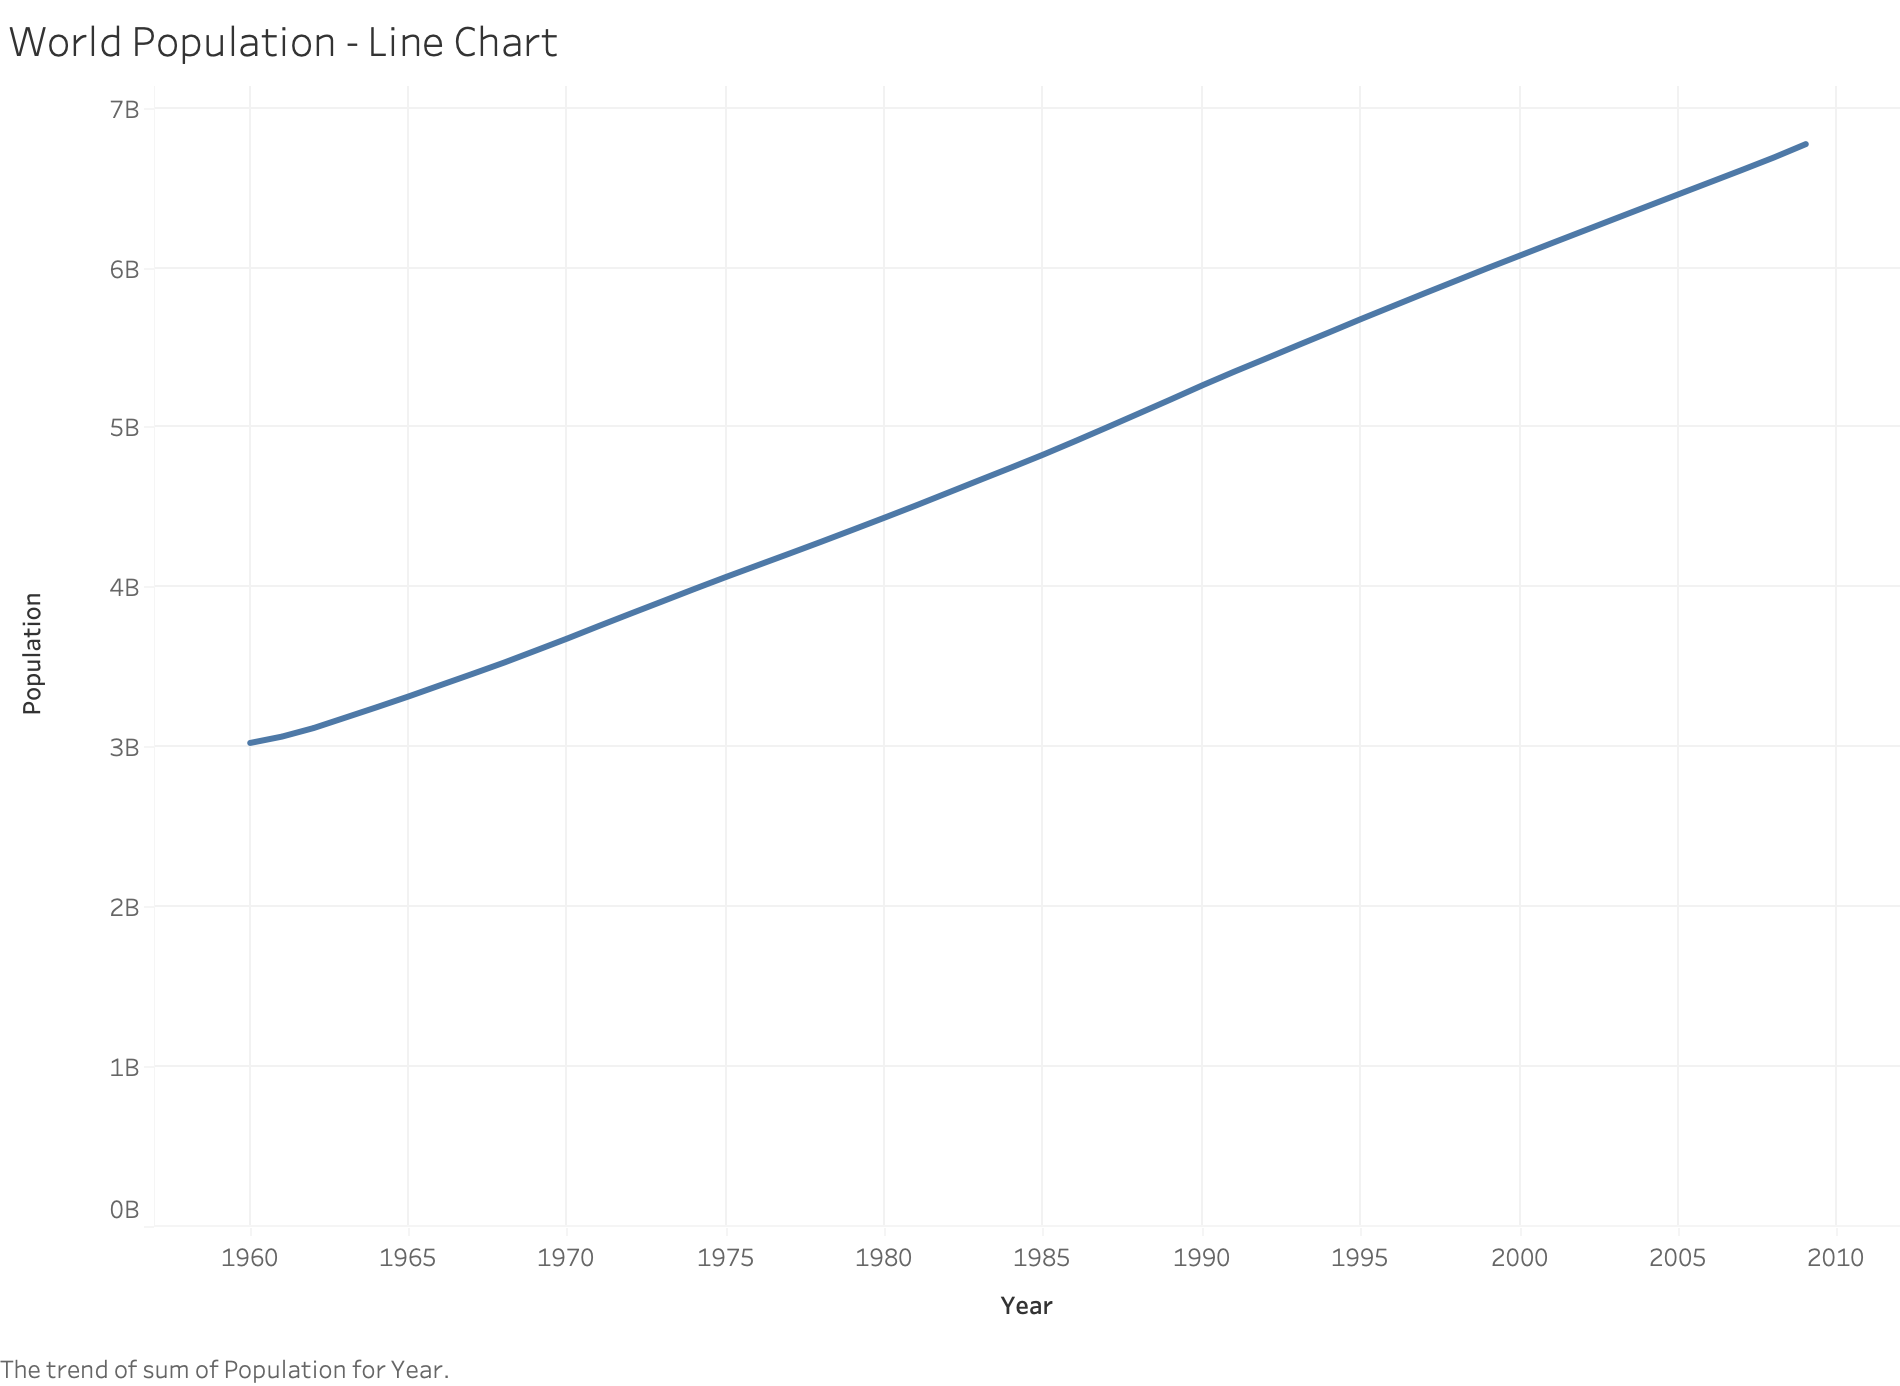 World Population - Line Chart
7B
6B
5B
4B
3B
2B
1B
0B
Population
1960 1965 1970 1975 1980 1985 1990 1995 2000 2005 2010
Year
The trend of sum of Population for Year.